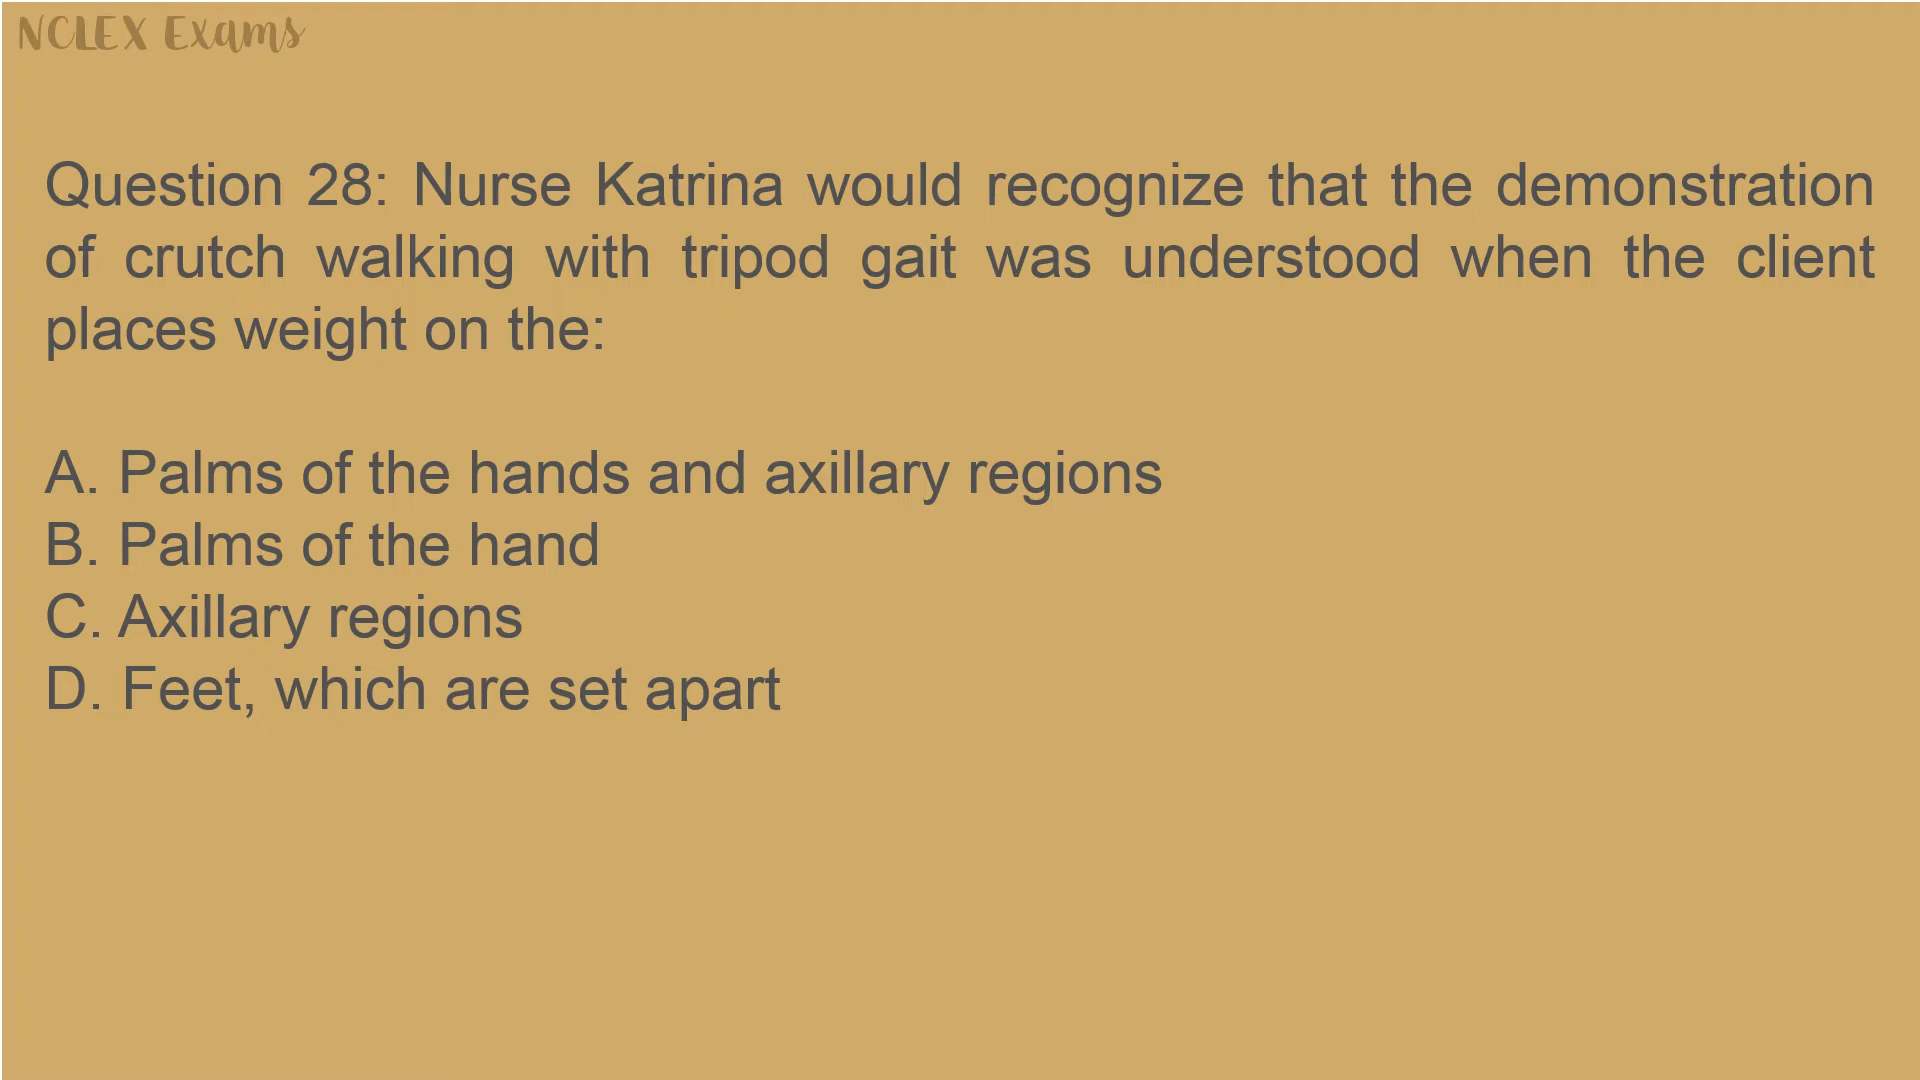 NCLEX Exams
Question 28: Nurse Katrina would recognize that the demonstration
of crutch walking with tripod gait was understood when the client
places weight on the:
A. Palms of the hands and axillary regions
B. Palms of the hand
C. Axillary regions
D. Feet, which are set apart